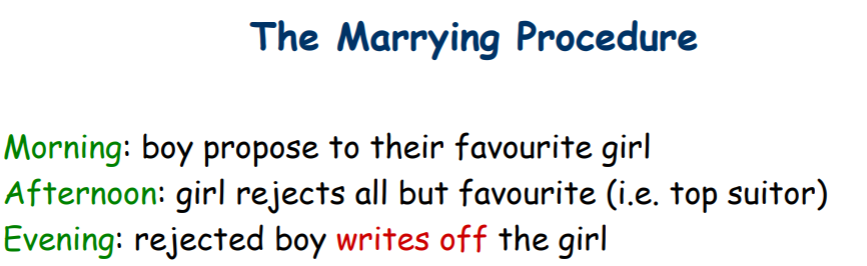 The Marrying Procedure
Morning: boy propose to their favourite girl
Afternoon: girl rejects all but favourite (i.e. top suitor)
Evening: rejected boy writes off the girl